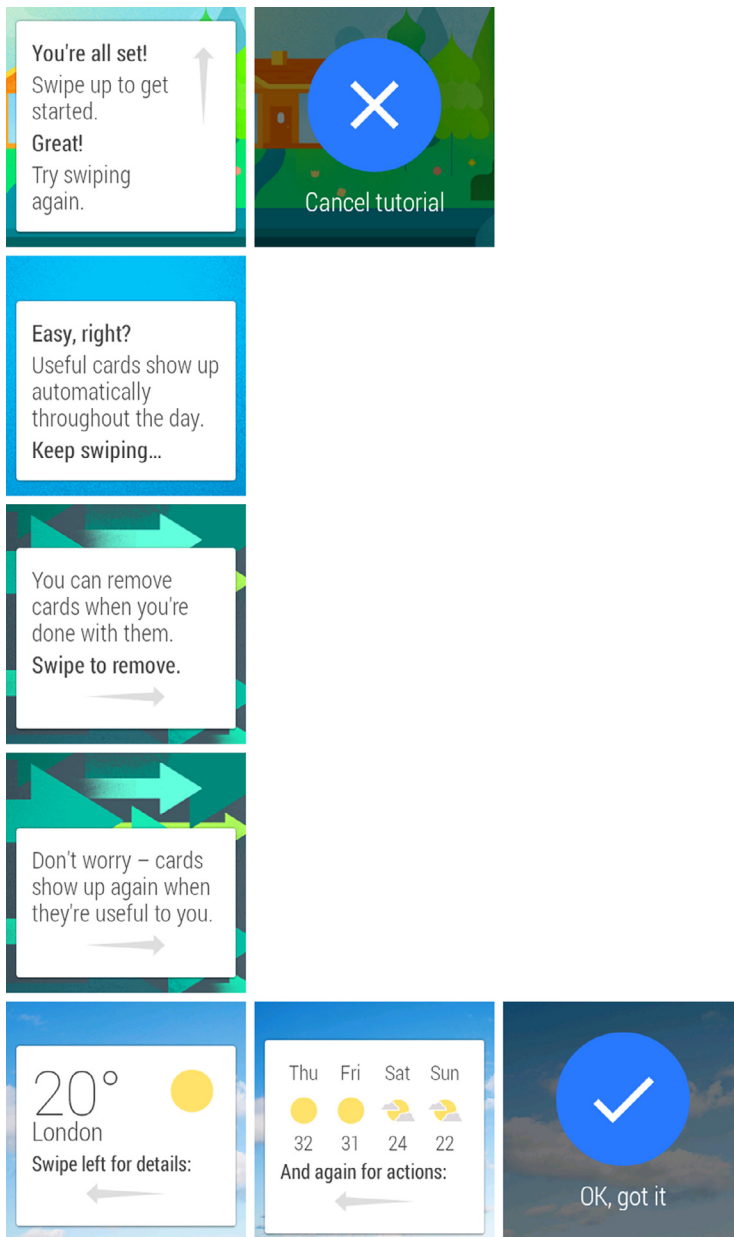 You're all set!
Swipe up to get
started.
Great!
Try swiping
again.
Cancel tutorial
Easy, right?
Useful cards show up
automatically
throughout the day.
Keep swiping...
You can remove
cards when you're
done with them.
Swipe to remove.
Don't worry – cards
show up again when
they're useful to you.
20°
London
Swipe left for details:
Thu Fri Sat Sun
32 31 24 22
And again for actions:
OK, got it